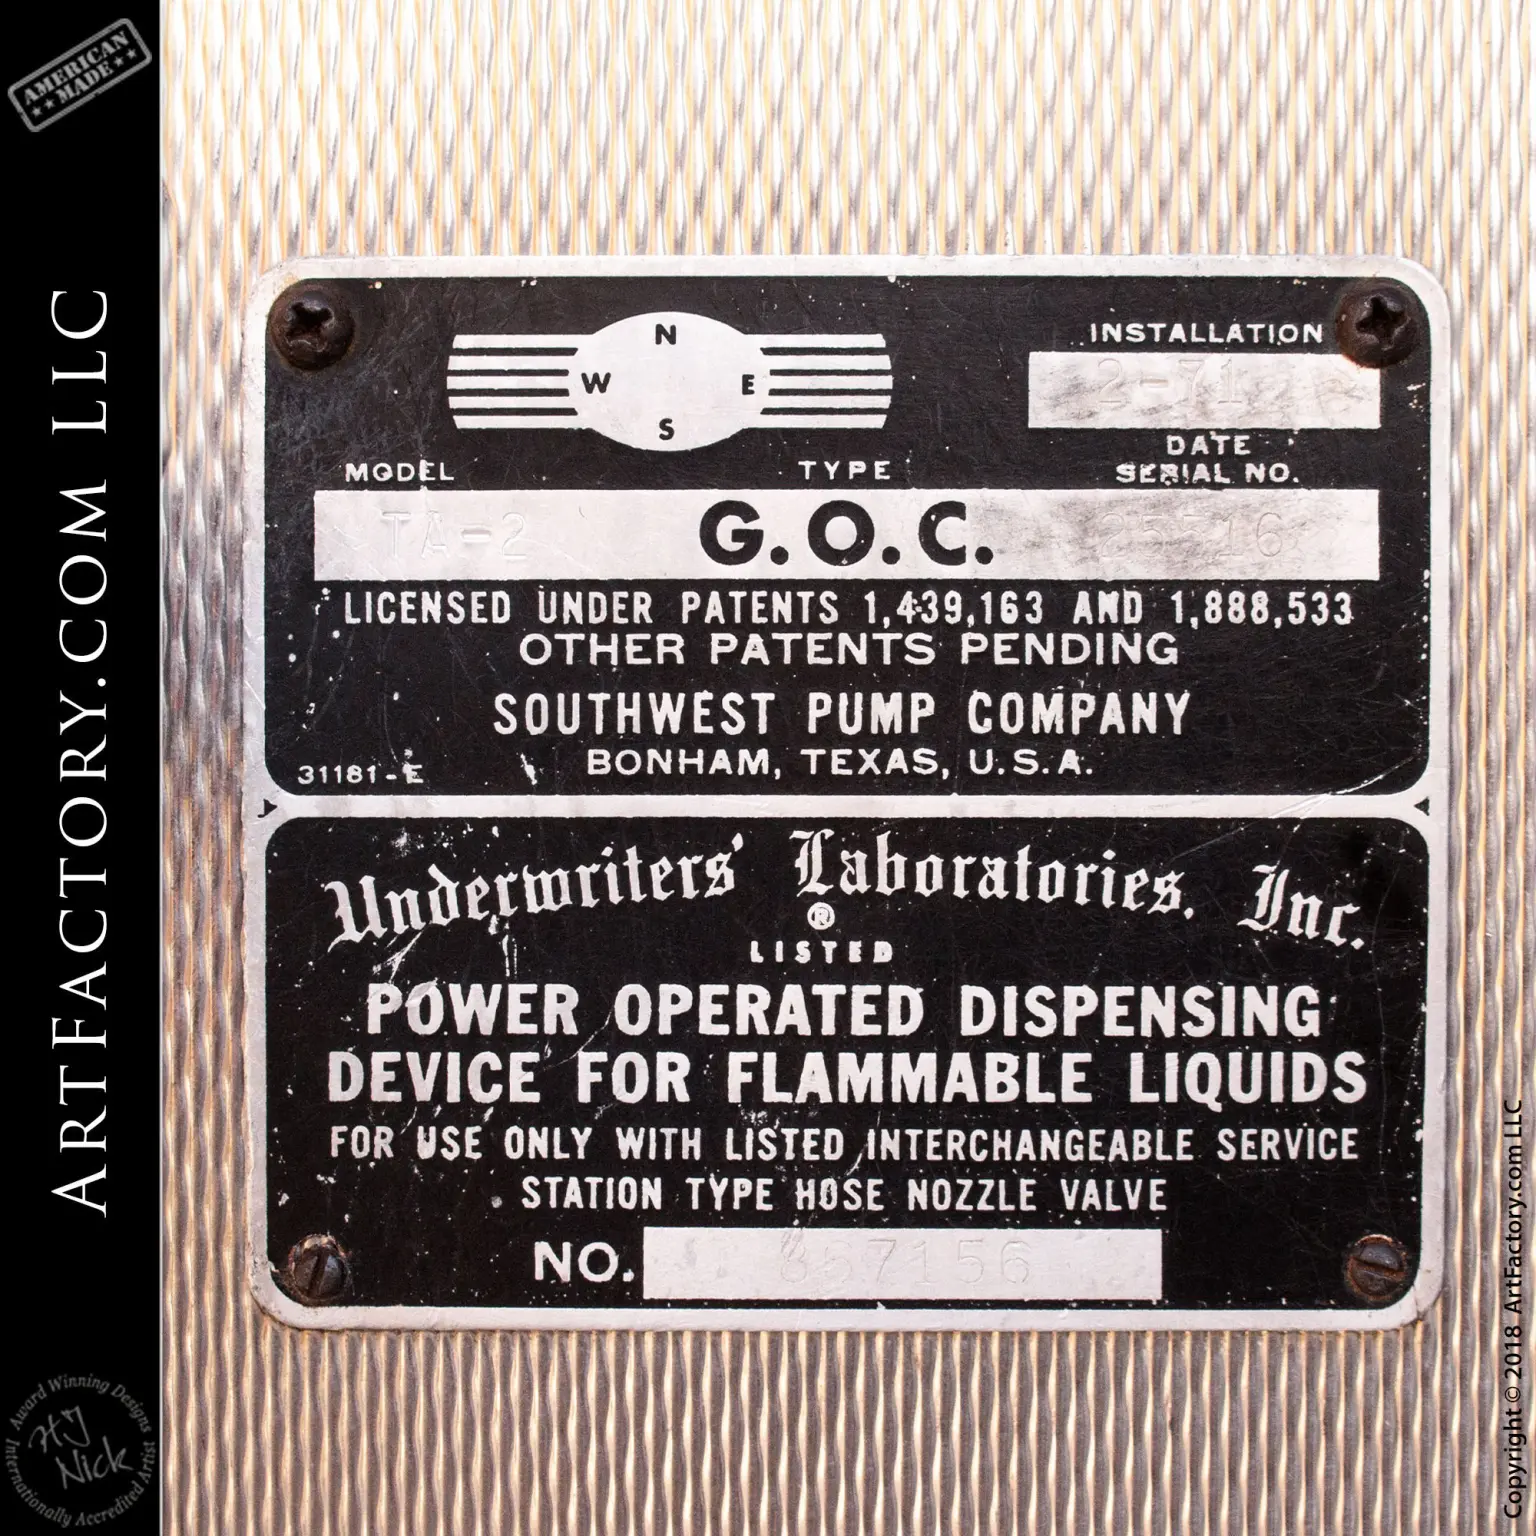 AMERICAN
MADE
ARTFACTORY.COM LLC
Award Winning Designs
HJ
Nick
Internationally Accredited Artist
N
W E
S
INSTALLATION
2-71
DATE
MODEL TYPE SERIAL NO.
TA-2 G.O.C. 25716
LICENSED UNDER PATENTS 1,439,163 AND 1,888,533
OTHER PATENTS PENDING
SOUTHWEST PUMP COMPANY
BONHAM, TEXAS, U.S.A.
31181-E
Underwriters' Laboratories, Inc.
®
LISTED
POWER OPERATED DISPENSING
DEVICE FOR FLAMMABLE LIQUIDS
FOR USE ONLY WITH LISTED INTERCHANGEABLE SERVICE
STATION TYPE HOSE NOZZLE VALVE
NO. 857156
Copyright © 2018 ArtFactory.com LLC